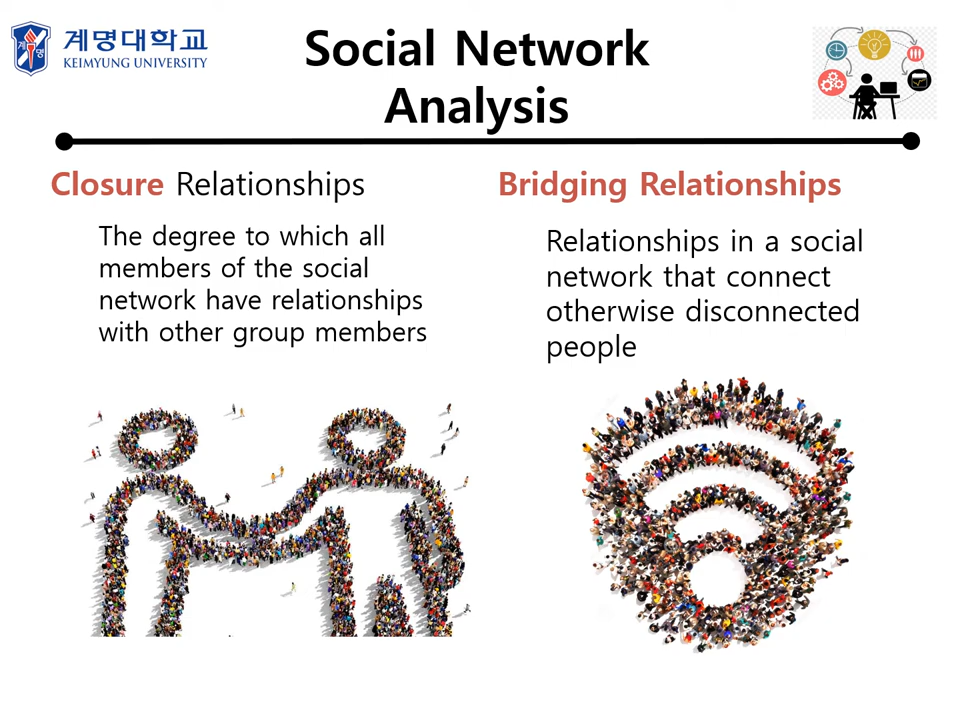 계명대학교
KEIMYUNG UNIVERSITY
Social Network
Analysis
Closure Relationships
The degree to which all
members of the social
network have relationships
with other group members
Bridging Relationships
Relationships in a social
network that connect
otherwise disconnected
people